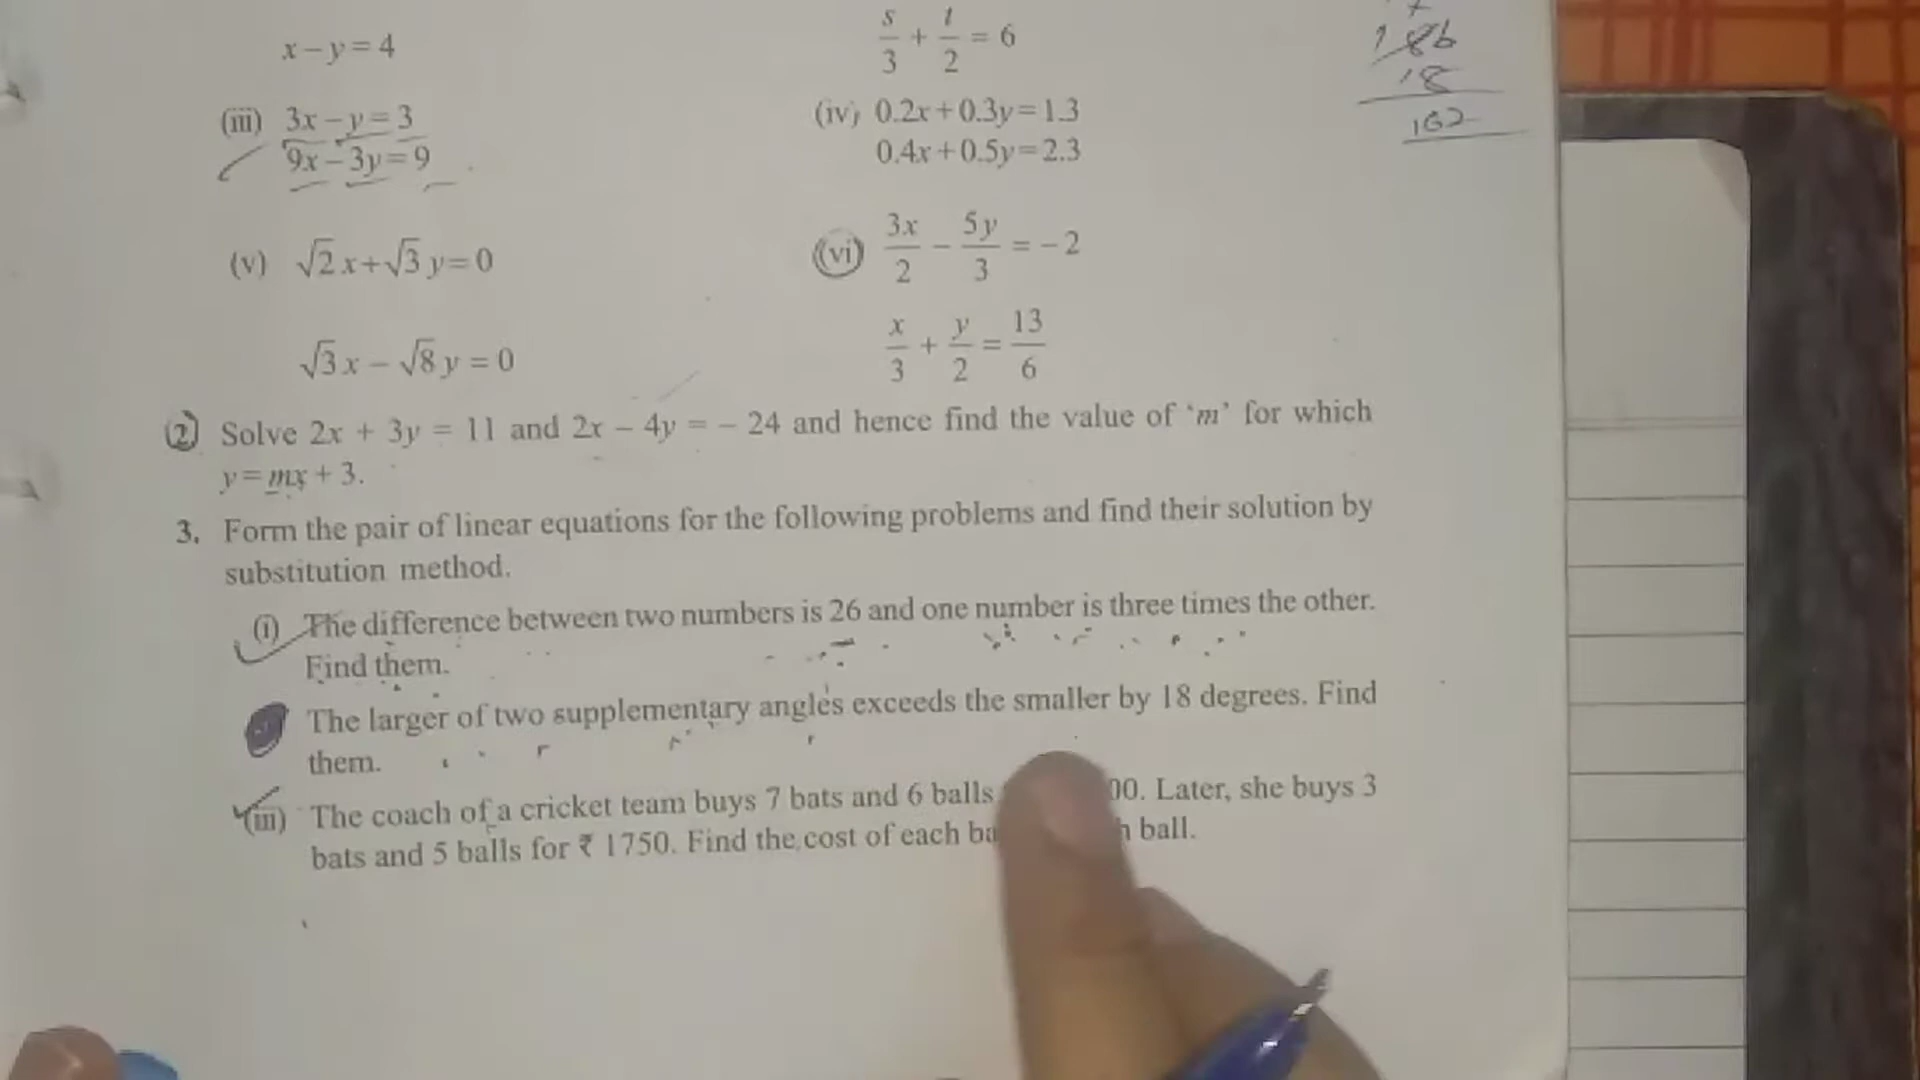 x – y = 4
s/3 + t/2 = 6
(iii) 3x – y = 3
9x – 3y = 9
(iv) 0.2x + 0.3y = 1.3
0.4x + 0.5y = 2.3
(v) √2 x + √3 y = 0
√3 x – √8 y = 0
(vi) 3x/2 – 5y/3 = – 2
x/3 + y/2 = 13/6
2. Solve 2x + 3y = 11 and 2x – 4y = – 24 and hence find the value of ‘m’ for which
y = mx + 3.
3. Form the pair of linear equations for the following problems and find their solution by
substitution method.
(i) The difference between two numbers is 26 and one number is three times the other.
Find them.
The larger of two supplementary angles exceeds the smaller by 18 degrees. Find
them.
(iii) The coach of a cricket team buys 7 bats and 6 balls 00. Later, she buys 3
bats and 5 balls for ₹ 1750. Find the cost of each ball.
18
162